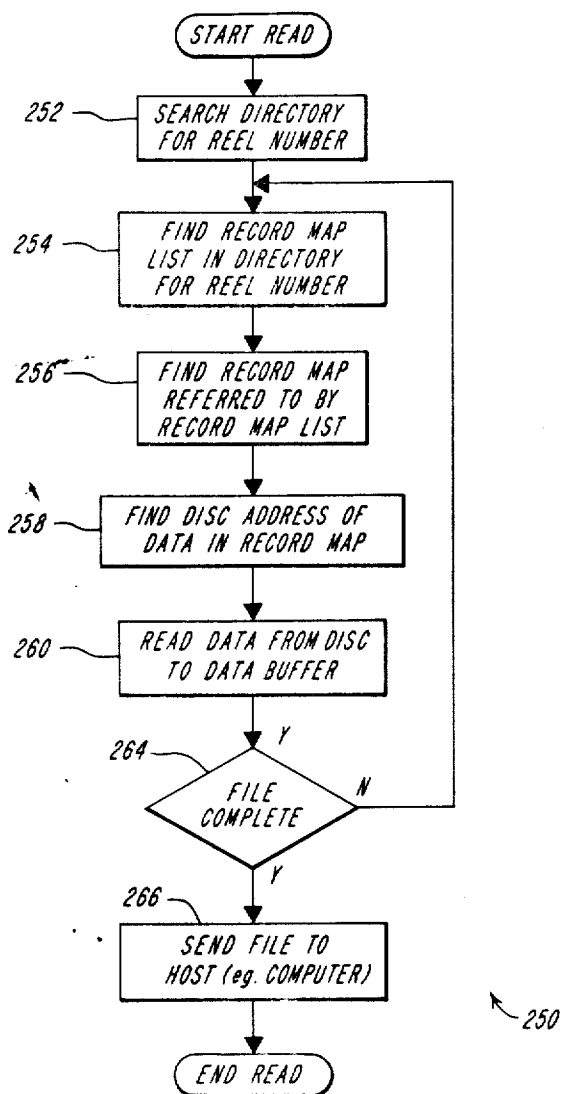 START READ
252
SEARCH DIRECTORY
FOR REEL NUMBER
254
FIND RECORD MAP
LIST IN DIRECTORY
FOR REEL NUMBER
256
FIND RECORD MAP
REFERRED TO BY
RECORD MAP LIST
258
FIND DISC ADDRESS OF
DATA IN RECORD MAP
260
READ DATA FROM DISC
TO DATA BUFFER
Y
264
FILE
COMPLETE
N
Y
266
SEND FILE TO
HOST (eg. COMPUTER)
250
END READ